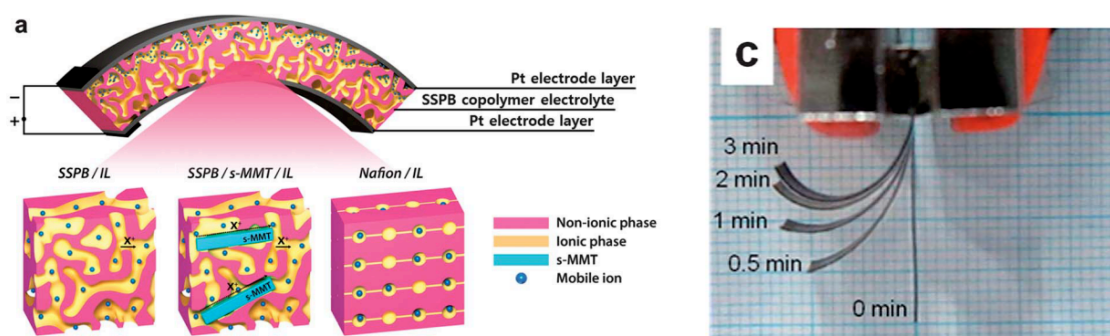 a
Pt electrode layer
−
SSPB copolymer electrolyte
+
Pt electrode layer
SSPB / IL
SSPB / s-MMT / IL
Nafion / IL
X⁺
s-MMT
X⁺
X⁺
X⁺
s-MMT
Non-ionic phase
Ionic phase
s-MMT
Mobile ion
c
3 min
2 min
1 min
0.5 min
0 min